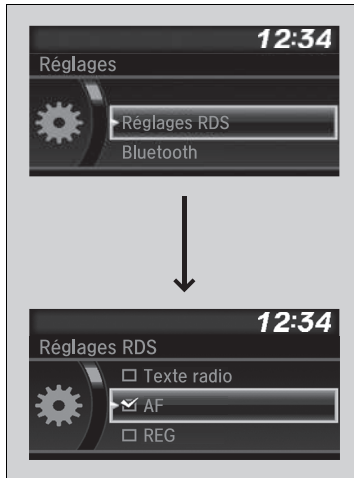 12:34
Réglages
Réglages RDS
Bluetooth
12:34
Réglages RDS
Texte radio
AF
REG